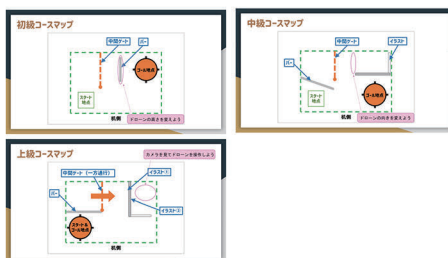 初級コースマップ
中間ゲート
バー
ゴール地点
スタート
地点
机側
ドローンの高さを変えよう
中級コースマップ
中間ゲート
イラスト
バー
スタート
地点
ゴール地点
机側
ドローンの向きを変えよう
上級コースマップ
カメラを見てドローンを操作しよう
中間ゲート（一方通行）
イラスト①
バー
イラスト②
スタート&
ゴール地点
机側